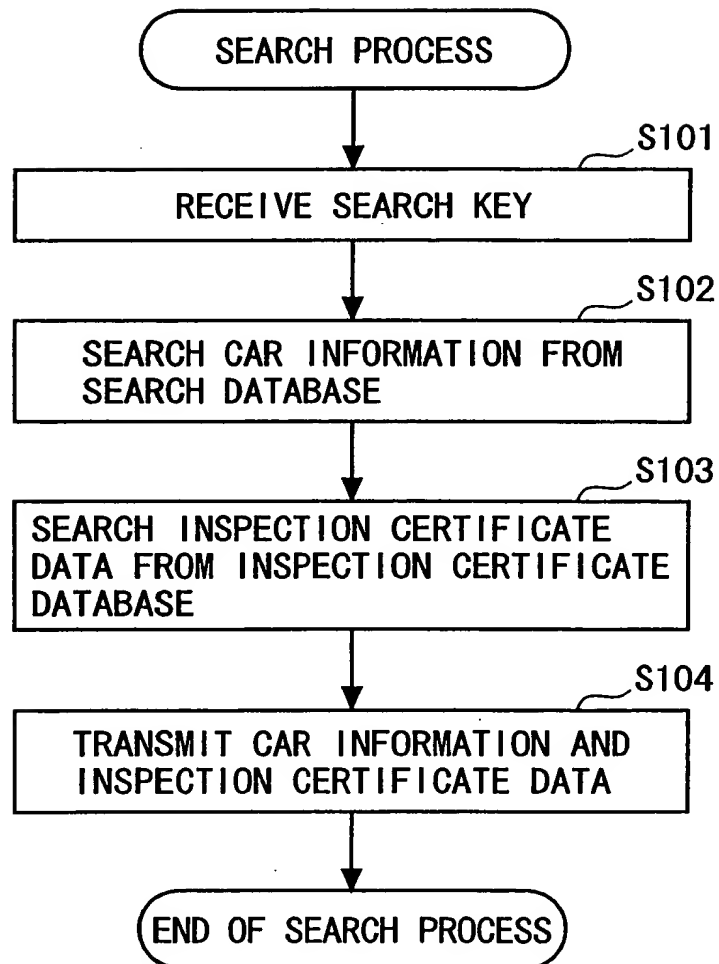 SEARCH PROCESS
S101
RECEIVE SEARCH KEY
S102
SEARCH CAR INFORMATION FROM
SEARCH DATABASE
S103
SEARCH INSPECTION CERTIFICATE
DATA FROM INSPECTION CERTIFICATE
DATABASE
S104
TRANSMIT CAR INFORMATION AND
INSPECTION CERTIFICATE DATA
END OF SEARCH PROCESS